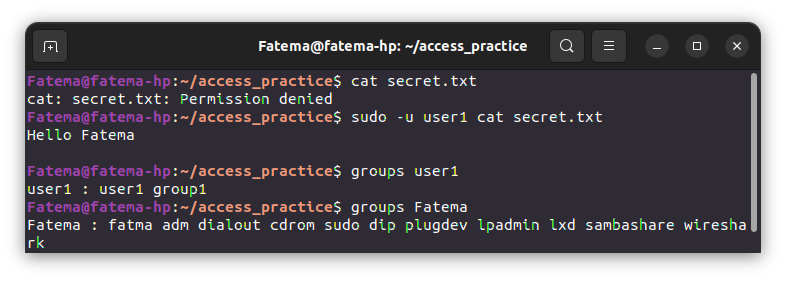 Fatema@fatema-hp: ~/access_practice
Fatema@fatema-hp:~/access_practice$ cat secret.txt
cat: secret.txt: Permission denied
Fatema@fatema-hp:~/access_practice$ sudo -u user1 cat secret.txt
Hello Fatema
Fatema@fatema-hp:~/access_practice$ groups user1
user1 : user1 group1
Fatema@fatema-hp:~/access_practice$ groups Fatema
Fatema : fatma adm dialout cdrom sudo dip plugdev lpadmin lxd sambashare wiresha
rk